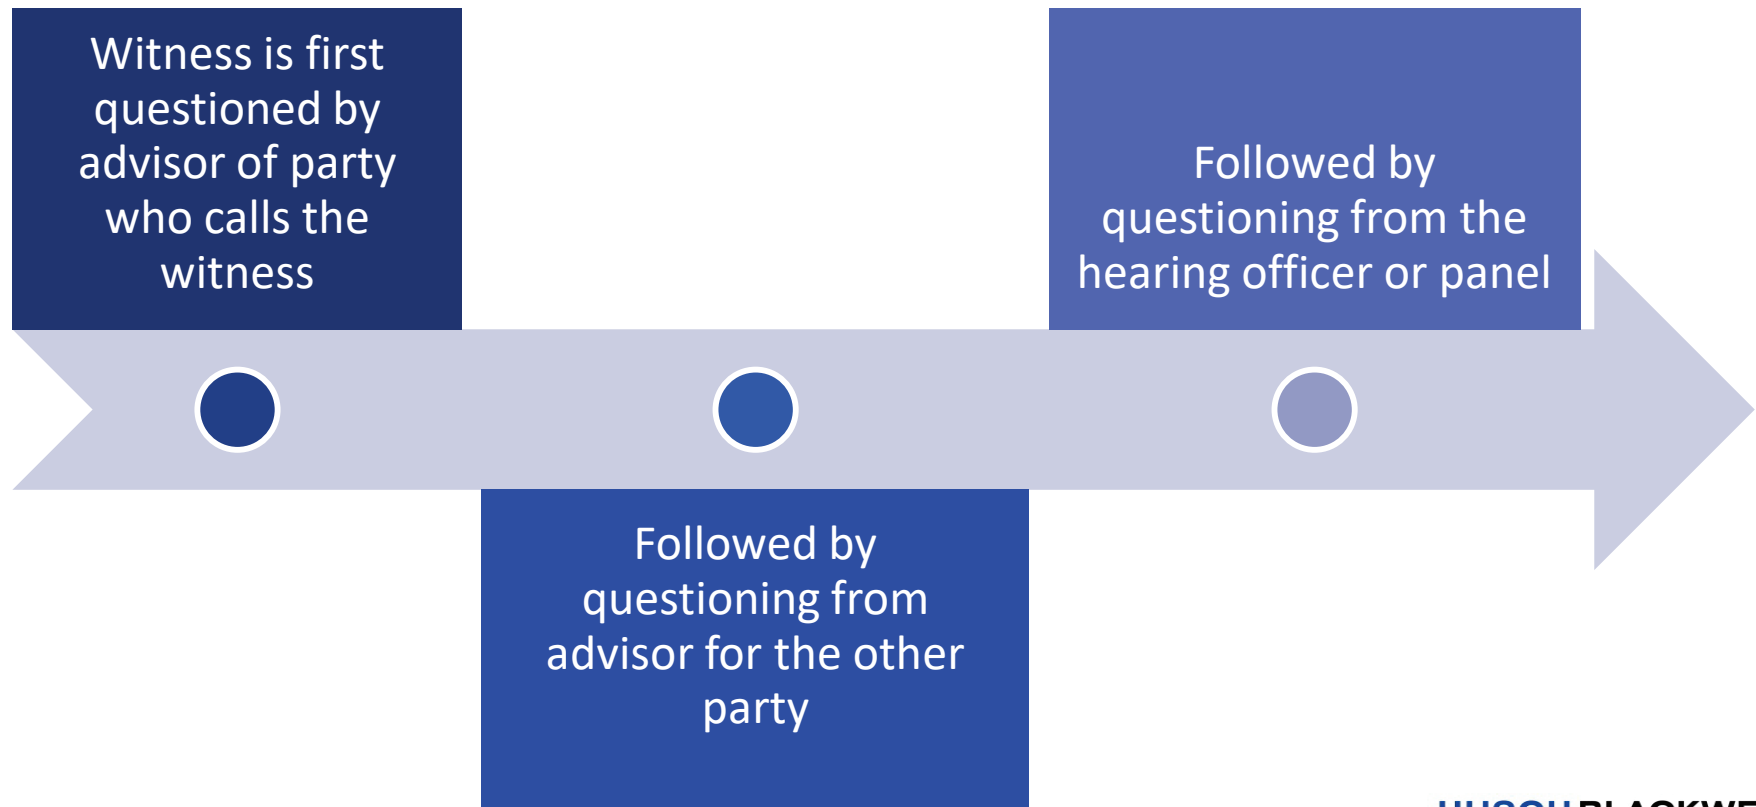 Witness is first
questioned by
advisor of party
who calls the
witness
Followed by
questioning from
advisor for the other
party
Followed by
questioning from the
hearing officer or panel